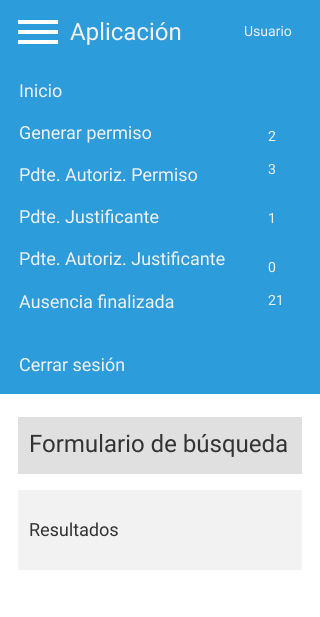 Aplicación Usuario
Inicio
Generar permiso 2
Pdte. Autoriz. Permiso 3
Pdte. Justificante 1
Pdte. Autoriz. Justificante 0
Ausencia finalizada 21
Cerrar sesión
Formulario de búsqueda
Resultados